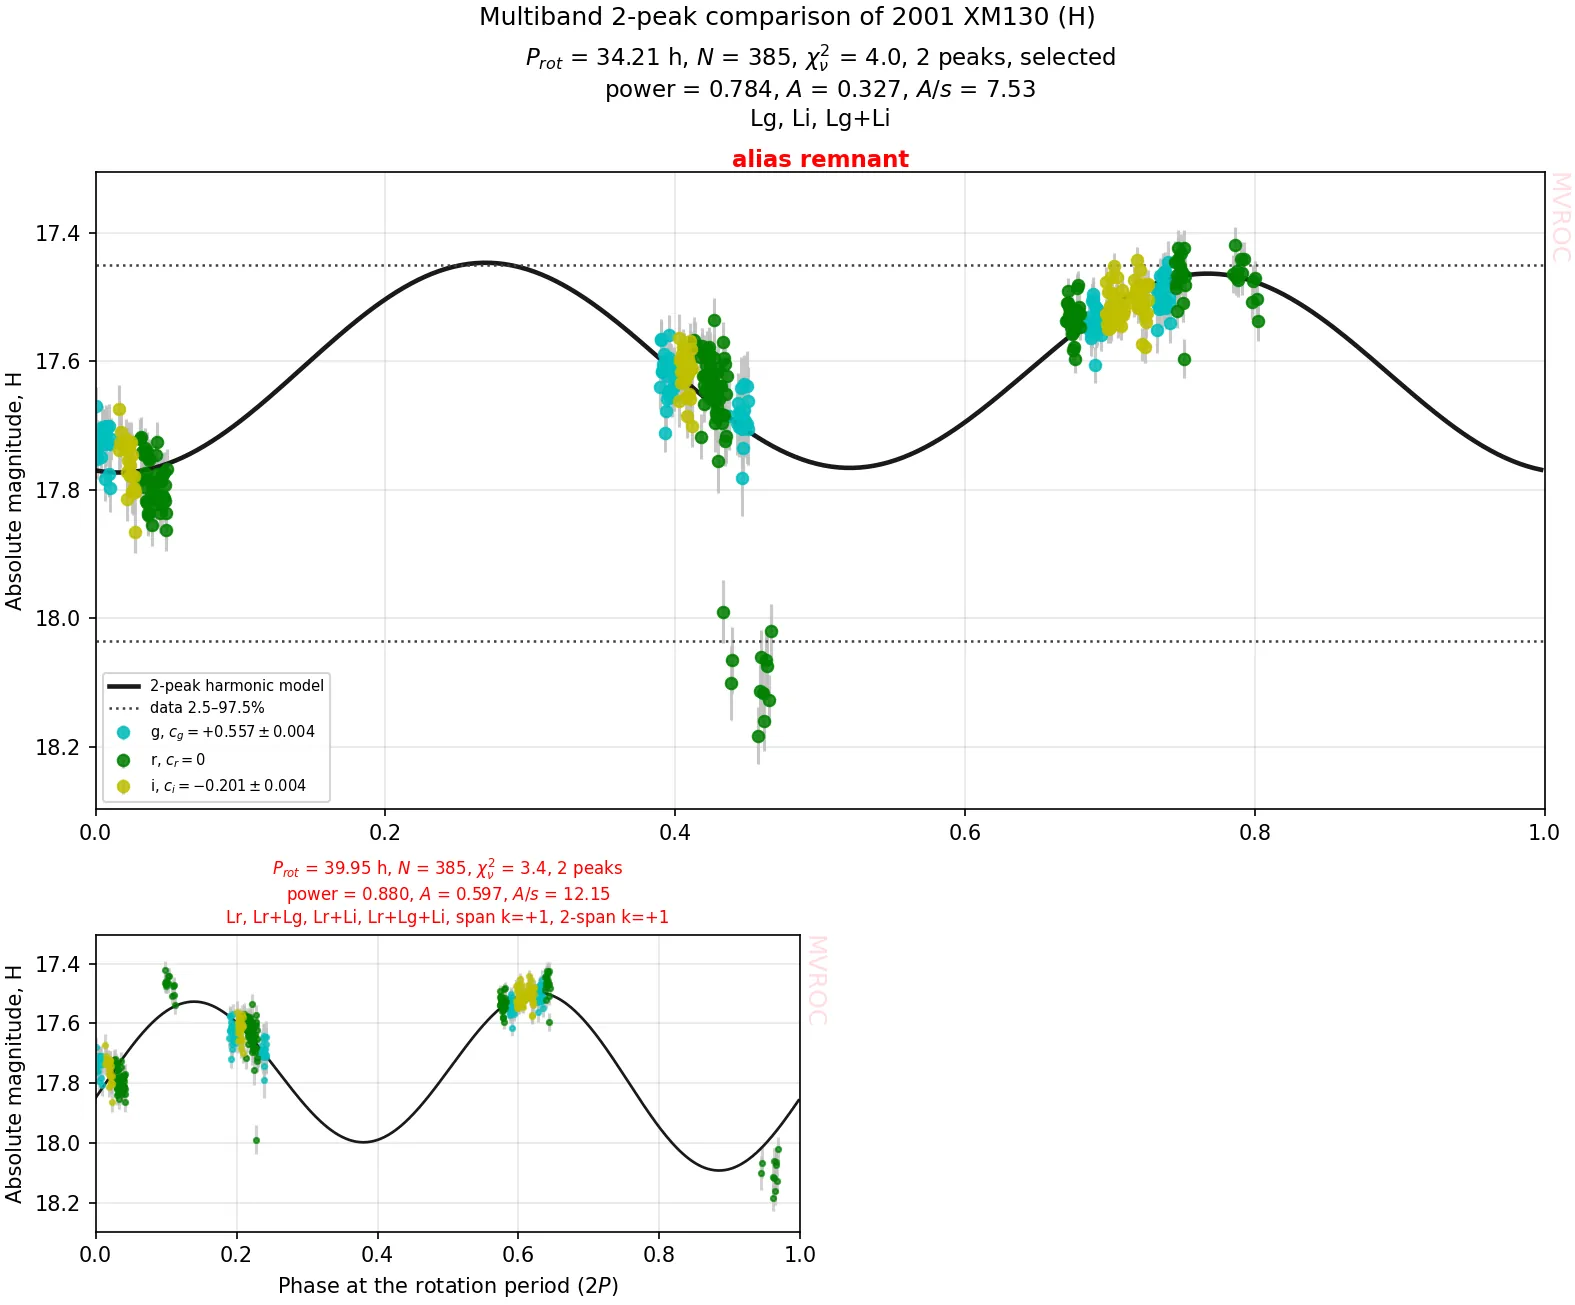 Multiband 2-peak comparison of 2001 XM130 (H)
P_rot = 34.21 h, N = 385, χ²_ν = 4.0, 2 peaks, selected
power = 0.784, A = 0.327, A/s = 7.53
Lg, Li, Lg+Li
alias remnant
MVROC
Absolute magnitude, H
17.4
17.6
17.8
18.0
18.2
2-peak harmonic model
data 2.5–97.5%
g, c_g = +0.557 ± 0.004
r, c_r = 0
i, c_i = −0.201 ± 0.004
0.0 0.2 0.4 0.6 0.8 1.0
P_rot = 39.95 h, N = 385, χ²_ν = 3.4, 2 peaks
power = 0.880, A = 0.597, A/s = 12.15
Lr, Lr+Lg, Lr+Li, Lr+Lg+Li, span k=+1, 2-span k=+1
MVROC
Absolute magnitude, H
17.4
17.6
17.8
18.0
18.2
0.0 0.2 0.4 0.6 0.8 1.0
Phase at the rotation period (2P)